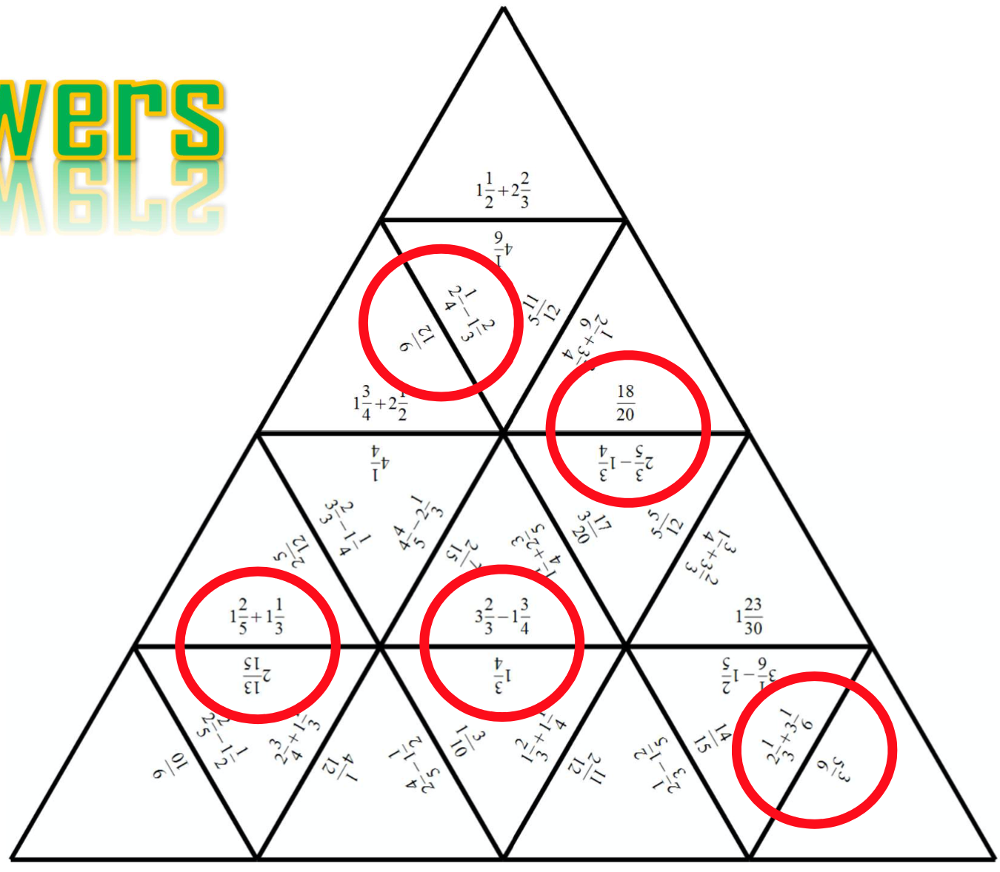 wers
1 1/2 + 2 2/3
4 1/6
9/12
2 1/4 − 1 2/3
5 11/12
2 1/6 + 3 3/4
1 3/4 + 2 1/2
18/20
4 1/4
2 3/5 − 1 3/4
2 5/12
3 2/3 − 1 1/4
4 4/5 − 2 1/3
2 7/15
1 1/4 + 2 3/5
3 17/20
5 5/12
1 3/4 + 3 2/3
1 2/5 + 1 1/3
3 2/3 − 1 3/4
1 23/30
2 13/15
1 3/4
3 1/6 − 1 2/5
9/10
2 2/5 − 1 1/2
2 3/4 + 1 1/3
4 1/12
2 4/5 − 1 1/2
1 3/10
1 2/3 + 1 1/4
2 11/12
2 1/3 − 1 2/5
14/15
2 1/3 + 3 1/6
5 3/6